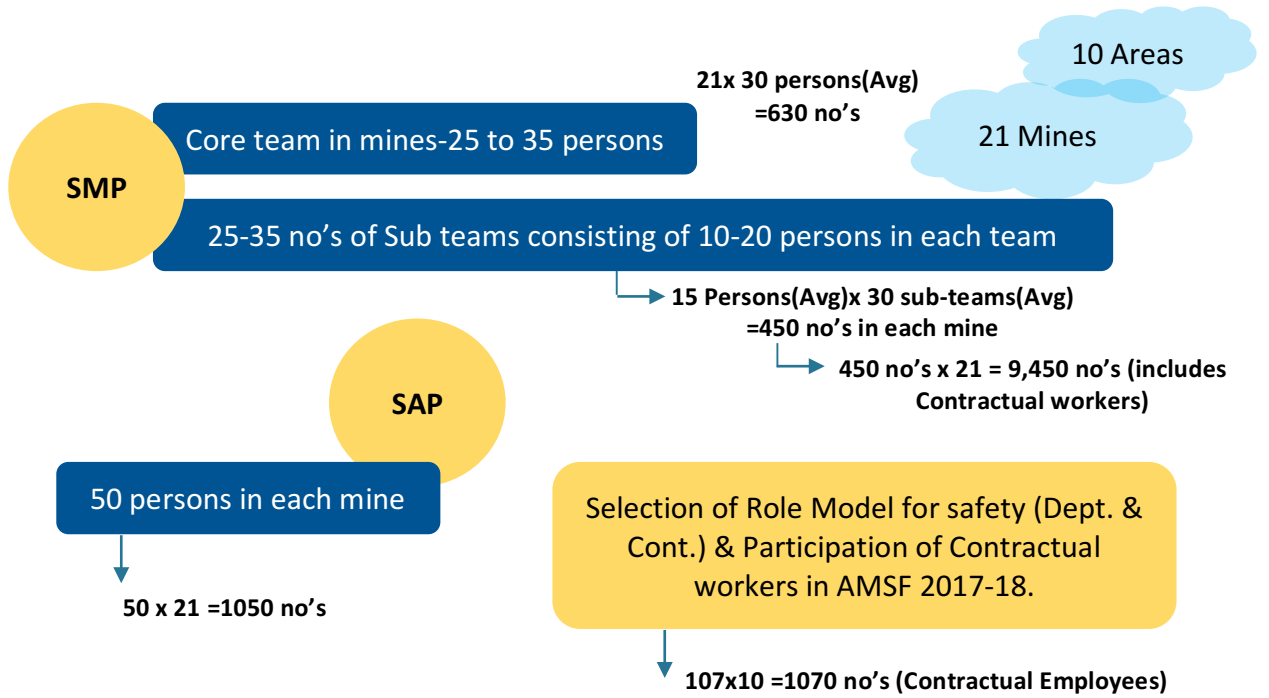 10 Areas
21x 30 persons(Avg)
=630 no’s
21 Mines
Core team in mines-25 to 35 persons
SMP
25-35 no’s of Sub teams consisting of 10-20 persons in each team
15 Persons(Avg)x 30 sub-teams(Avg)
=450 no’s in each mine
450 no’s x 21 = 9,450 no’s (includes
Contractual workers)
SAP
50 persons in each mine
50 x 21 =1050 no’s
Selection of Role Model for safety (Dept. &
Cont.) & Participation of Contractual
workers in AMSF 2017-18.
107x10 =1070 no’s (Contractual Employees)